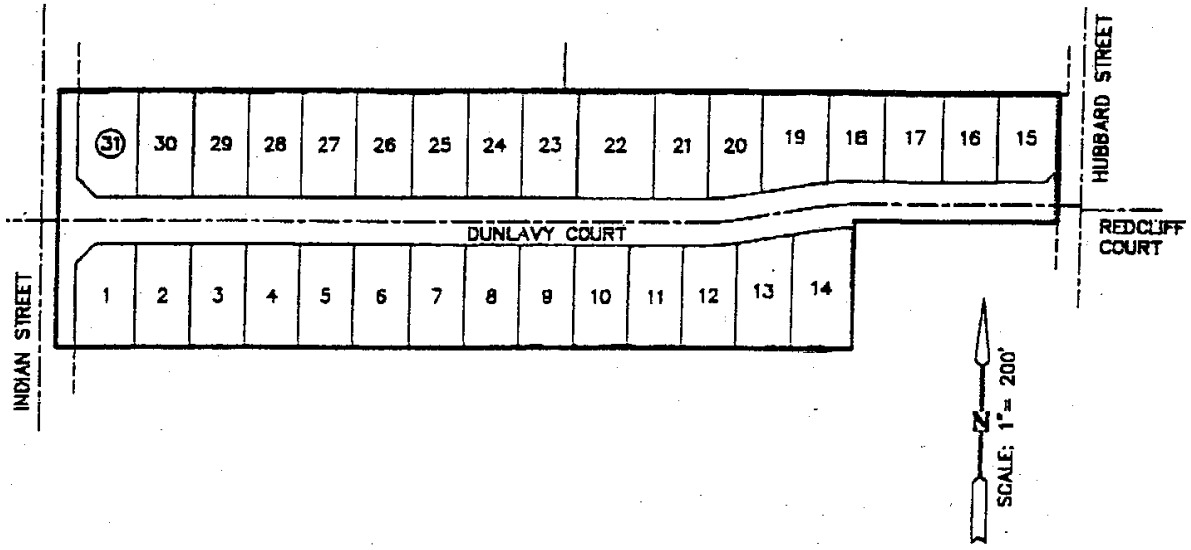 HUBBARD STREET
31 30 29 28 27 26 25 24 23 22 21 20 19 18 17 16 15
DUNLAVY COURT
REDCLIFF
COURT
INDIAN STREET
1 2 3 4 5 6 7 8 9 10 11 12 13 14
N
SCALE: 1"= 200'